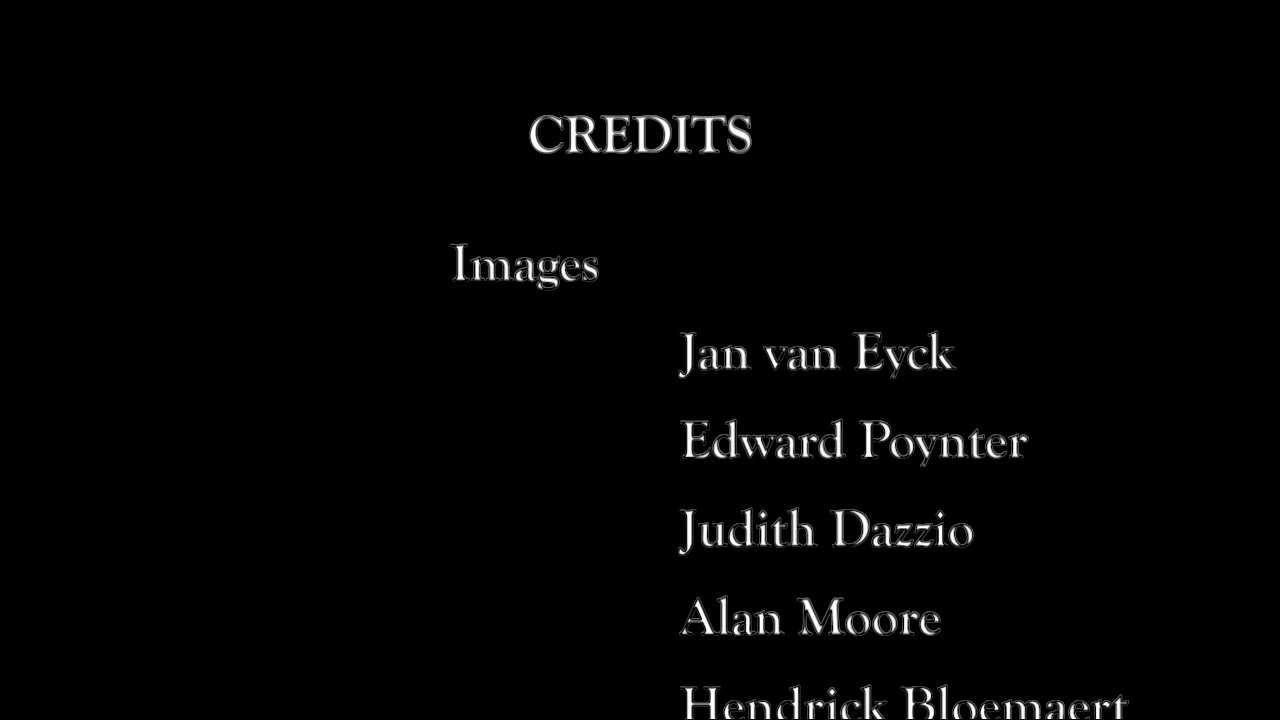 CREDITS
Images
Jan van Eyck
Edward Poynter
Judith Dazzio
Alan Moore
Hendrick Bloemaert